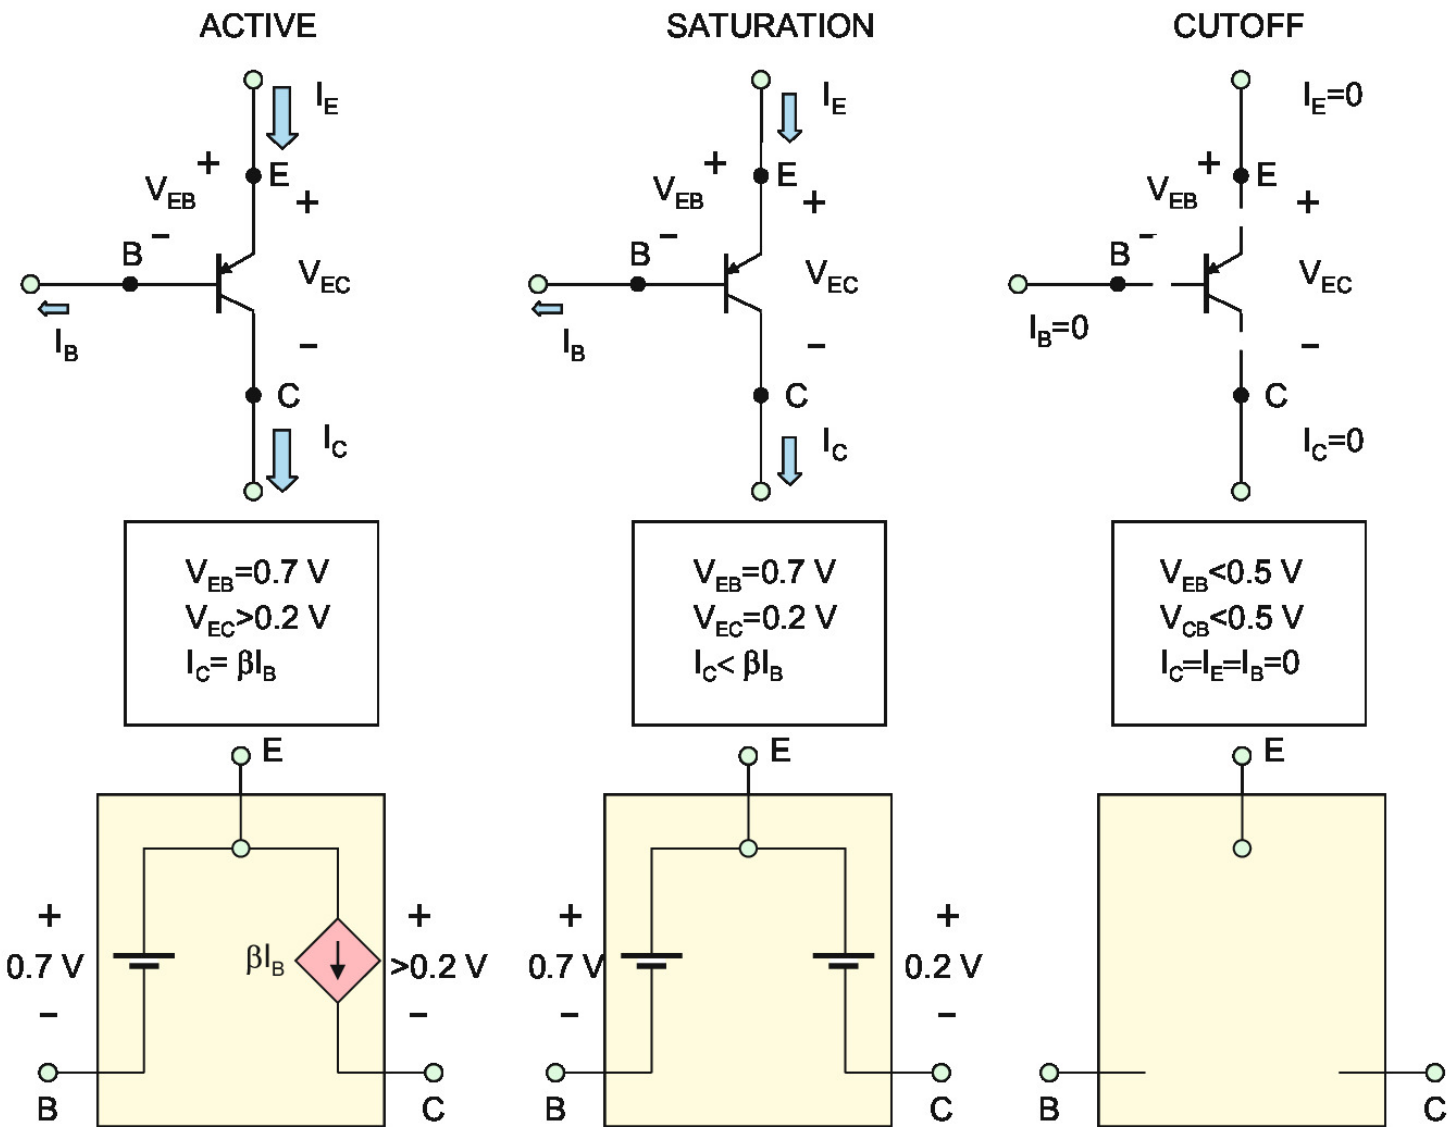 ACTIVE
SATURATION
CUTOFF
I_E
I_E
I_E=0
+
E
+
E
+
E
V_EB
+
V_EB
+
V_EB
+
−
−
−
B
B
B
V_EC
V_EC
V_EC
I_B
I_B
I_B=0
−
−
−
C
C
C
I_C
I_C
I_C=0
V_EB=0.7 V
V_EC>0.2 V
I_C= βI_B
V_EB=0.7 V
V_EC=0.2 V
I_C< βI_B
V_EB<0.5 V
V_CB<0.5 V
I_C=I_E=I_B=0
E
+
+
0.7 V
βI_B
>0.2 V
−
−
B
C
E
+
+
0.7 V
0.2 V
−
−
B
C
E
B
C